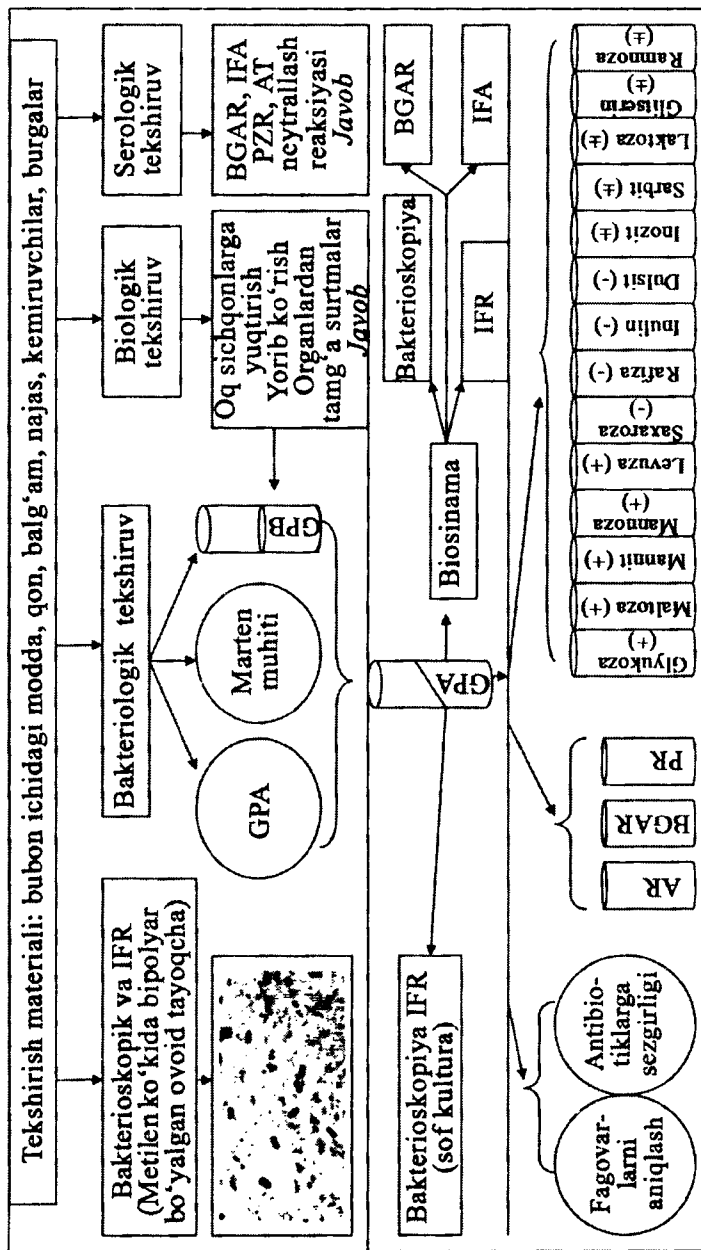 Tekshirish materiali: bubon ichidagi modda, qon, balg‘am, najas, kemiruvchilar, burgalar
Bakterioskopik va IFR
(Metilen ko‘kida bipolyar
bo‘yalgan ovoid tayoqcha)
Bakteriologik tekshiruv
GPA
Marten
muhiti
GPB
Biologik
tekshiruv
Oq sichqonlarga
yuqtirish
Yorib ko‘rish
Organlardan
tamg‘a surtmalar
Javob
Serologik
tekshiruv
BGAR, IFA
PZR, AT
neytrallash
reaksiyasi
Javob
Bakterioskopiya IFR
(sof kultura)
GPA
Biosinama
Bakterioskopiya
BGAR
IFR
IFA
Fagovar-
larni
aniqlash
Antibio-
tiklarga
sezgirligi
AR
BGAR
PR
Glyukoza
(+)
Maltoza (+)
Mannit (+)
Mannoza
(+)
Levuza (+)
Saxaroza
(-)
Rafiza (-)
Inulin (-)
Dulsit (-)
Inozit (±)
Sarbit (±)
Laktoza (±)
Gliserin
(±)
Ramnoza
(±)